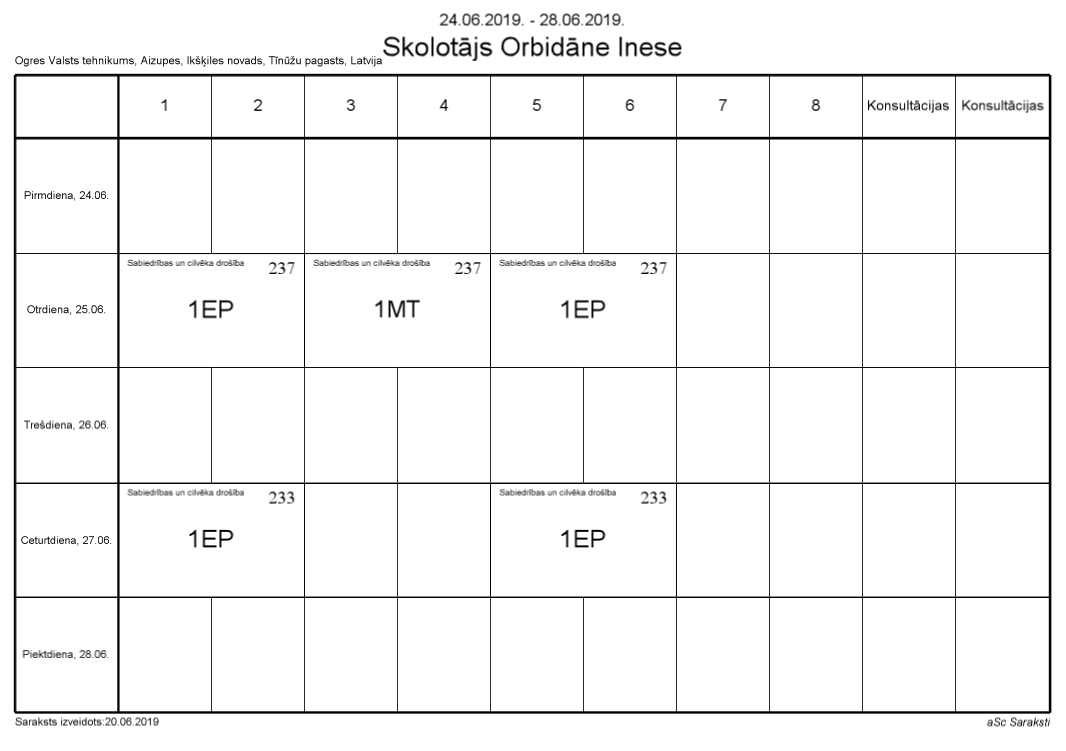 24.06.2019. - 28.06.2019.
Skolotājs Orbidāne Inese
Ogres Valsts tehnikums, Aizupes, Ikšķiles novads, Tīnūžu pagasts, Latvija
1 2 3 4 5 6 7 8 Konsultācijas Konsultācijas
Pirmdiena, 24.06.
Sabiedrības un cilvēka drošība 237 Sabiedrības un cilvēka drošība 237 Sabiedrības un cilvēka drošība 237
Otrdiena, 25.06. 1EP 1MT 1EP
Trešdiena, 26.06.
Sabiedrības un cilvēka drošība 233 Sabiedrības un cilvēka drošība 233
Ceturtdiena, 27.06. 1EP 1EP
Piektdiena, 28.06.
Saraksts izveidots:20.06.2019 aSc Saraksti